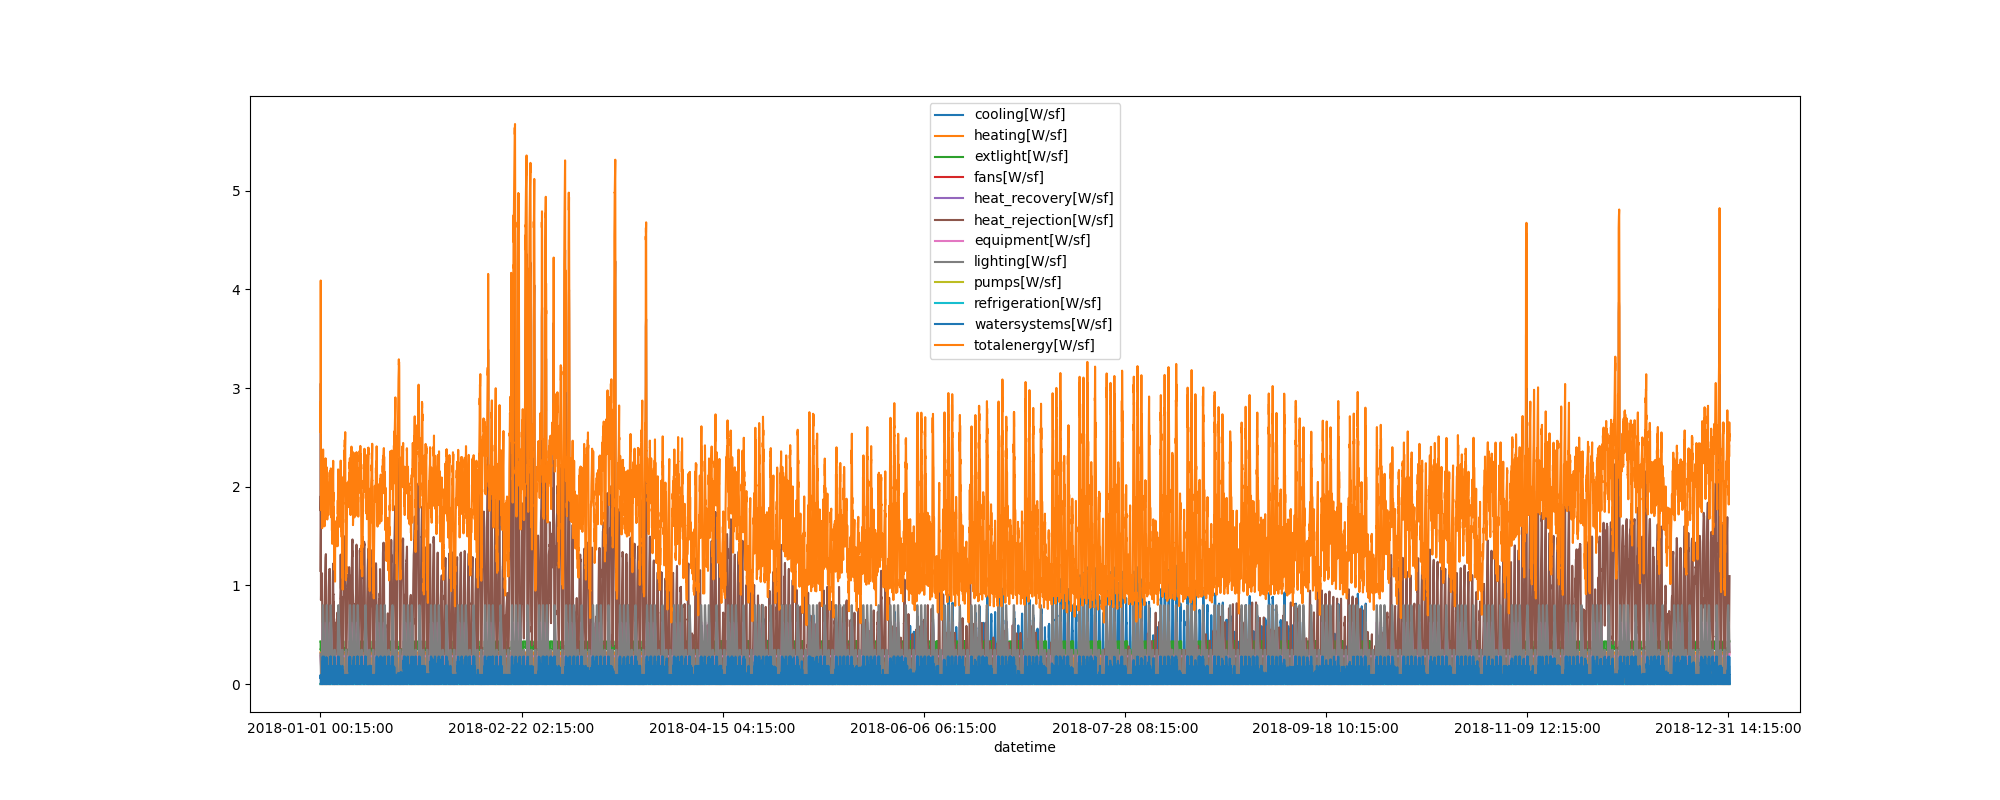 cooling[W/sf]
heating[W/sf]
extlight[W/sf]
fans[W/sf]
heat_recovery[W/sf]
heat_rejection[W/sf]
equipment[W/sf]
lighting[W/sf]
pumps[W/sf]
refrigeration[W/sf]
watersystems[W/sf]
totalenergy[W/sf]
5
4
3
2
1
0
2018-01-01 00:15:00 2018-02-22 02:15:00 2018-04-15 04:15:00 2018-06-06 06:15:00 2018-07-28 08:15:00 2018-09-18 10:15:00 2018-11-09 12:15:00 2018-12-31 14:15:00
datetime